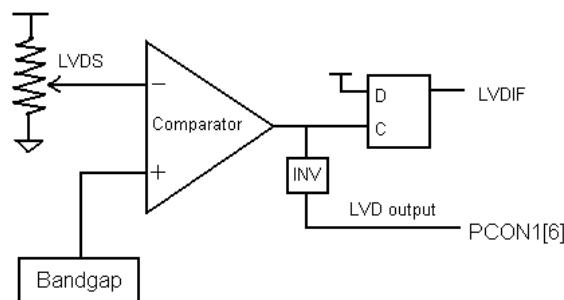 LVDS
−
Comparator
+
D
C
LVDIF
INV
LVD output
PCON1[6]
Bandgap